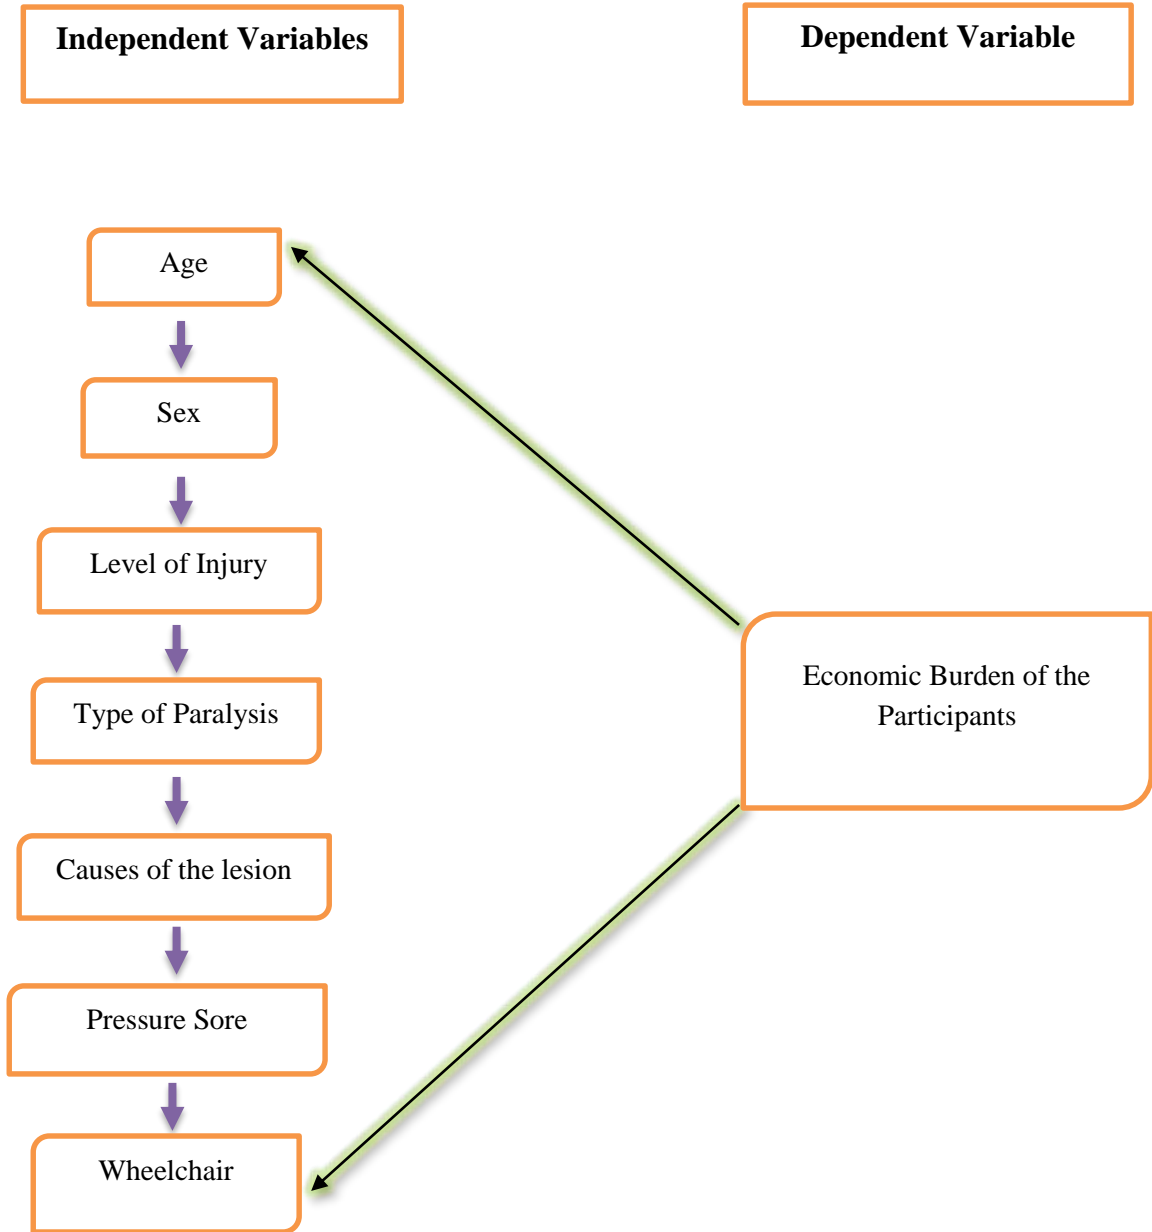 Independent Variables
Dependent Variable
Age
Sex
Level of Injury
Type of Paralysis
Causes of the lesion
Pressure Sore
Wheelchair
Economic Burden of the
Participants